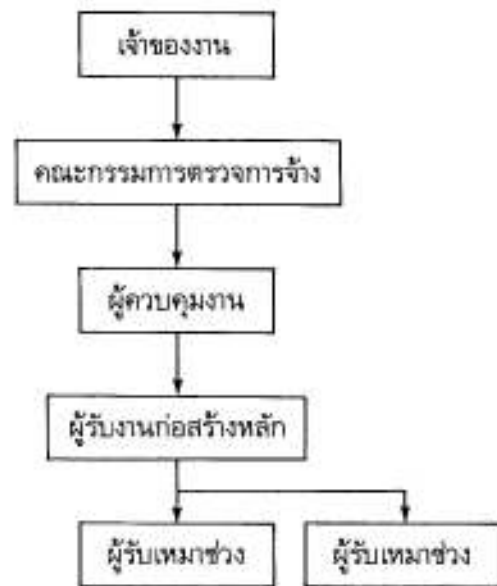 เจ้าของงาน
คณะกรรมการตรวจการจ้าง
ผู้ควบคุมงาน
ผู้รับงานก่อสร้างหลัก
ผู้รับเหมาช่วง
ผู้รับเหมาช่วง